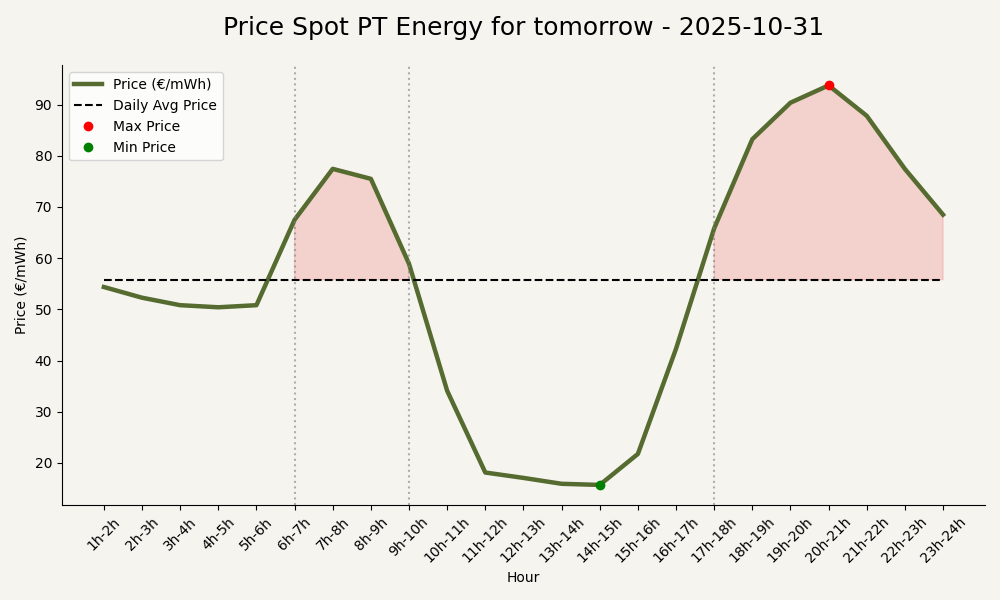 Price Spot PT Energy for tomorrow - 2025-10-31
Price (€/mWh)
Daily Avg Price
Max Price
Min Price
Price (€/mWh)
90
80
70
60
50
40
30
20
1h-2h
2h-3h
3h-4h
4h-5h
5h-6h
6h-7h
7h-8h
8h-9h
9h-10h
10h-11h
11h-12h
12h-13h
13h-14h
14h-15h
15h-16h
16h-17h
17h-18h
18h-19h
19h-20h
20h-21h
21h-22h
22h-23h
23h-24h
Hour